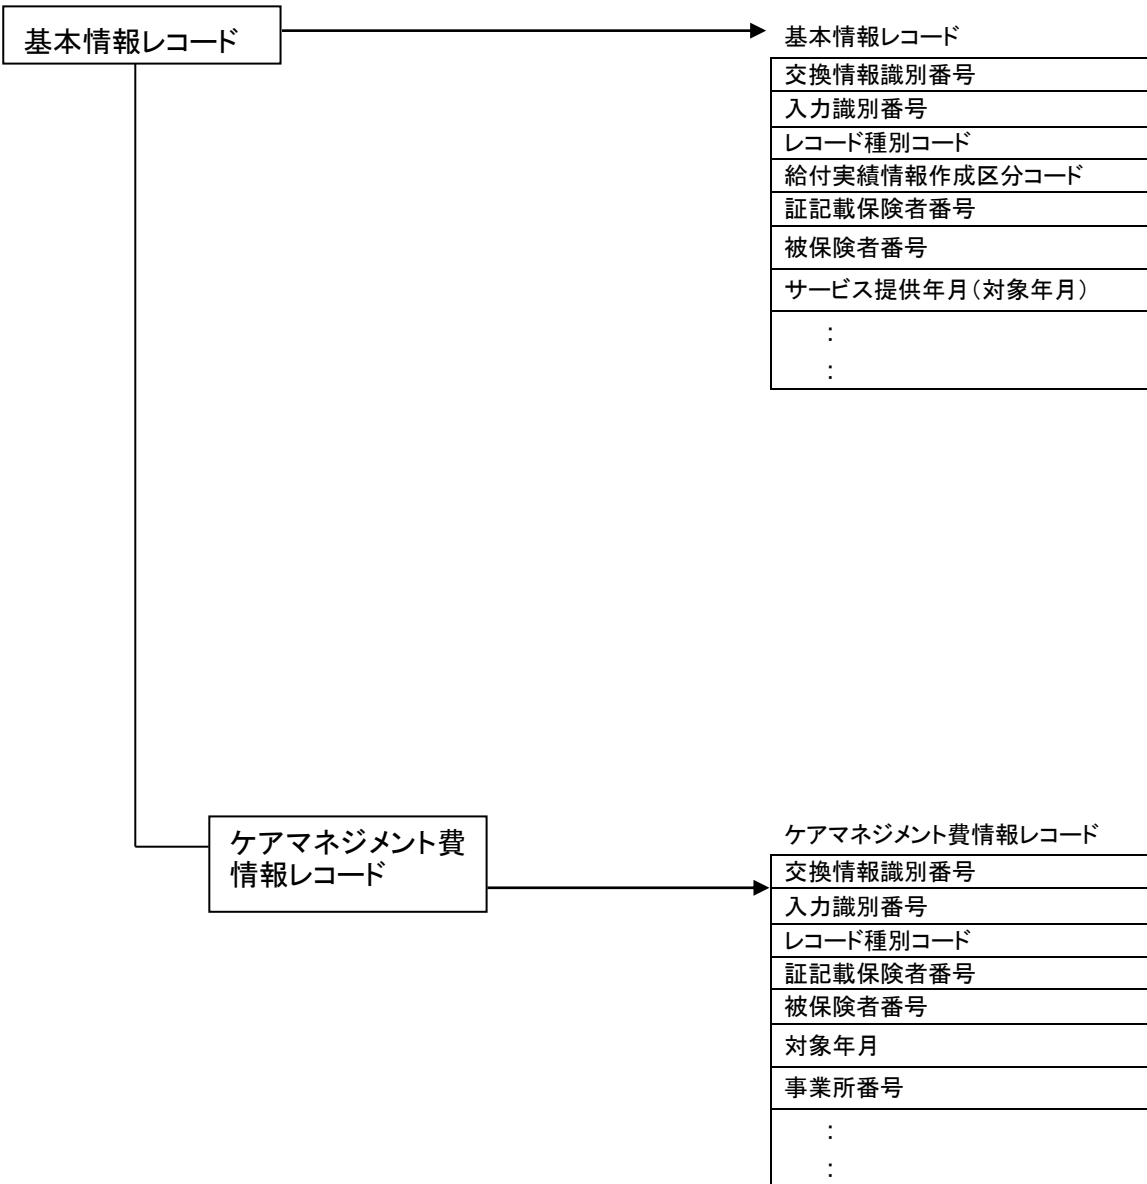 基本情報レコード
基本情報レコード
交換情報識別番号
入力識別番号
レコード種別コード
給付実績情報作成区分コード
証記載保険者番号
被保険者番号
サービス提供年月(対象年月)
:
:
ケアマネジメント費
情報レコード
ケアマネジメント費情報レコード
交換情報識別番号
入力識別番号
レコード種別コード
証記載保険者番号
被保険者番号
対象年月
事業所番号
:
: